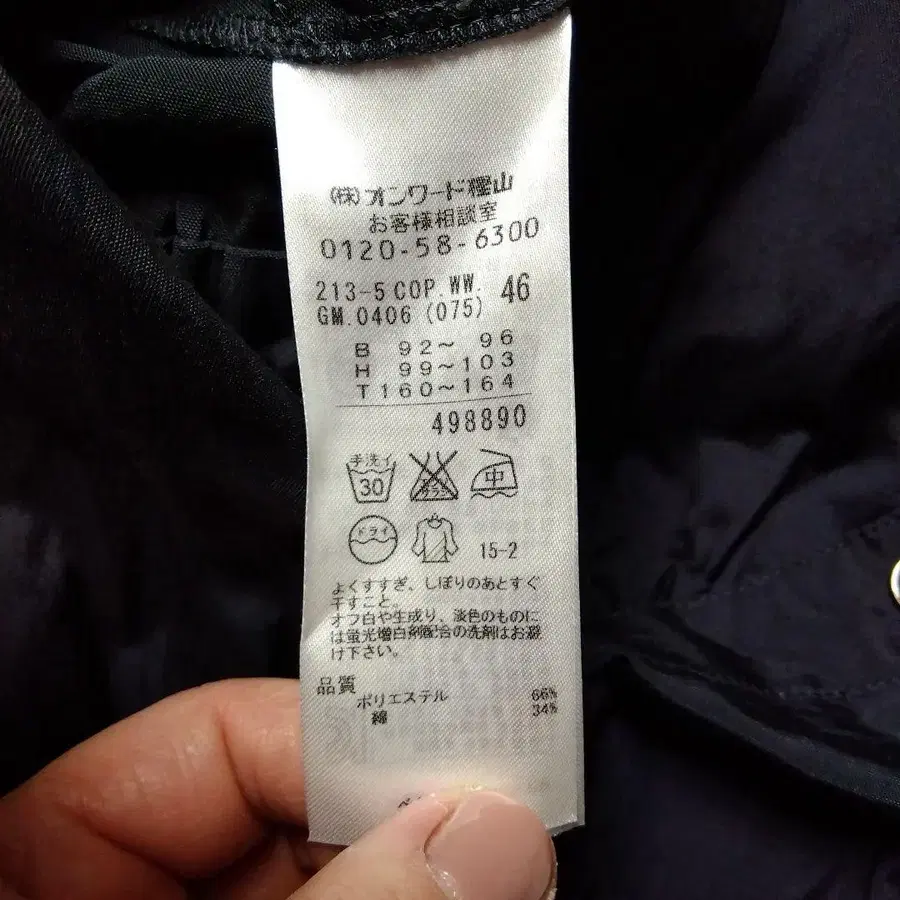 (株)オンワード樫山
お客様相談室
0120-58-6300
213-5 COP.WW. 46
GM.0406 (075)
B 92～ 96
H 99～103
T160～164
498890
手洗イ
30
中
ドライ
15-2
よくすすぎ、しぼりのあとすぐ
干すこと。
オフ白や生成り、淡色のものに
は蛍光増白剤配合の洗剤はお避
け下さい。
品質
ポリエステル 66%
綿 34%